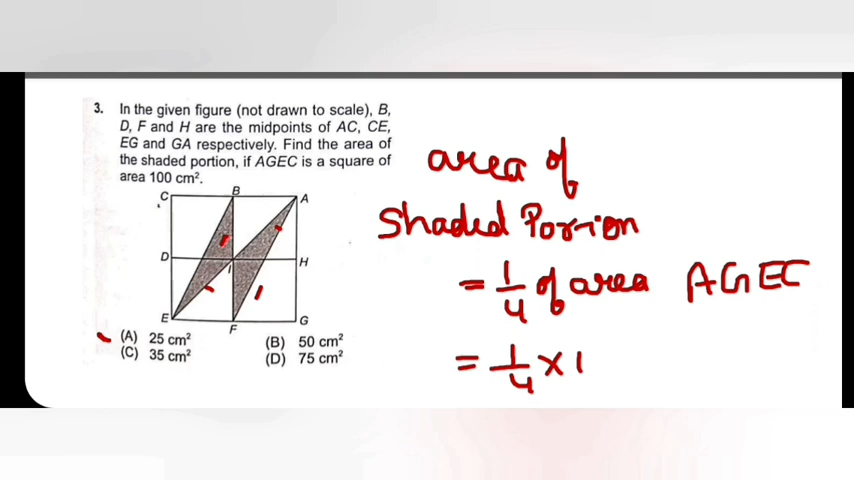 3. In the given figure (not drawn to scale), B,
D, F and H are the midpoints of AC, CE,
EG and GA respectively. Find the area of
the shaded portion, if AGEC is a square of
area 100 cm².
C B A
D I H
E F G
(A) 25 cm² (B) 50 cm²
(C) 35 cm² (D) 75 cm²
area of
Shaded Portion
= 1/4 of area AGEC
= 1/4 × 1